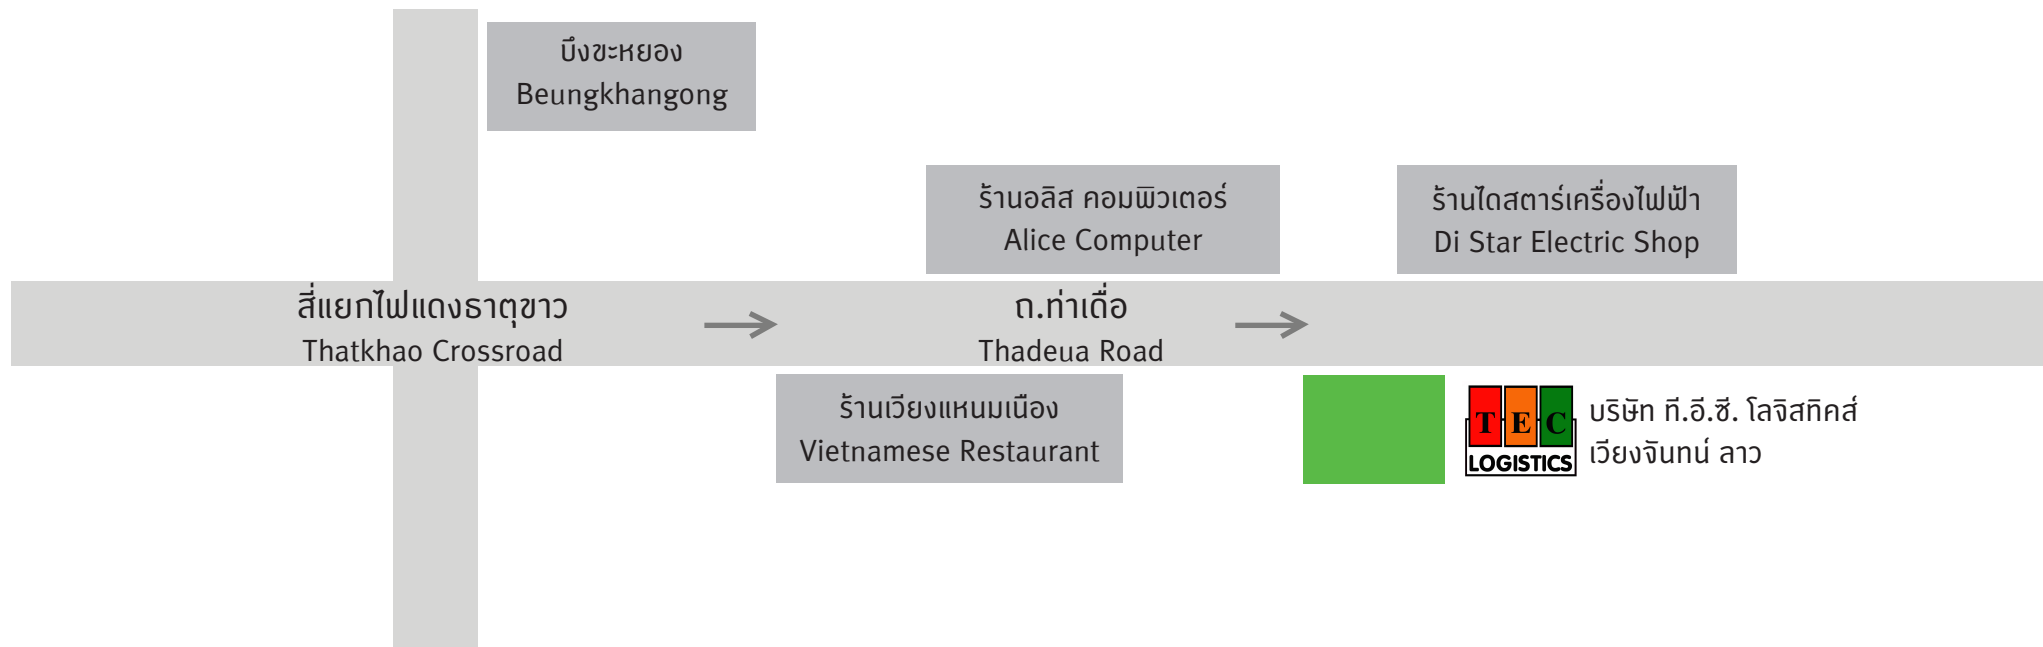 บึงขะหยอง
Beungkhangong
ร้านอลิส คอมพิวเตอร์
Alice Computer
ร้านไดสตาร์เครื่องไฟฟ้า
Di Star Electric Shop
สี่แยกไฟแดงธาตุขาว
Thatkhao Crossroad
ถ.ท่าเดื่อ
Thadeua Road
ร้านเวียงแหนมเนือง
Vietnamese Restaurant
TEC
LOGISTICS
บริษัท ที.อี.ซี. โลจิสทิคส์
เวียงจันทน์ ลาว